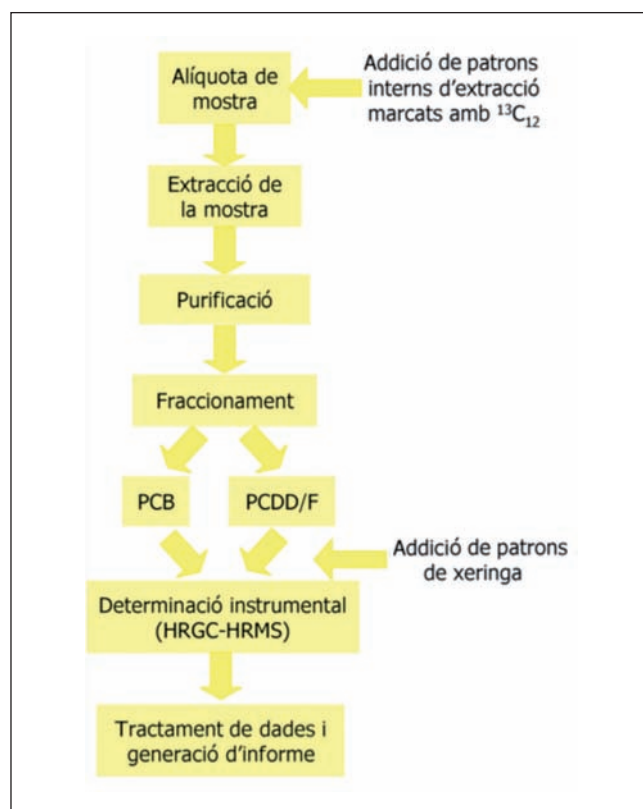 Alíquota de
mostra
Addició de patrons
interns d’extracció
marcats amb ¹³C₁₂
Extracció de
la mostra
Purificació
Fraccionament
PCB
PCDD/F
Addició de patrons
de xeringa
Determinació instrumental
(HRGC-HRMS)
Tractament de dades i
generació d’informe